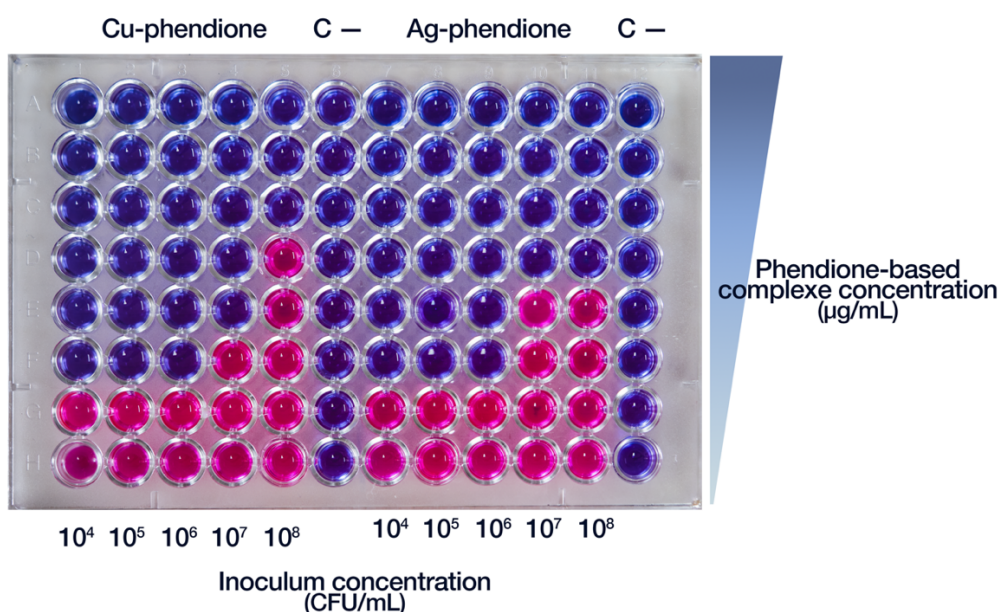 Cu-phendione C – Ag-phendione C –
A
B
C
D
E
F
G
H
Phendione-based
complexe concentration
(µg/mL)
10⁴ 10⁵ 10⁶ 10⁷ 10⁸ 10⁴ 10⁵ 10⁶ 10⁷ 10⁸
Inoculum concentration
(CFU/mL)